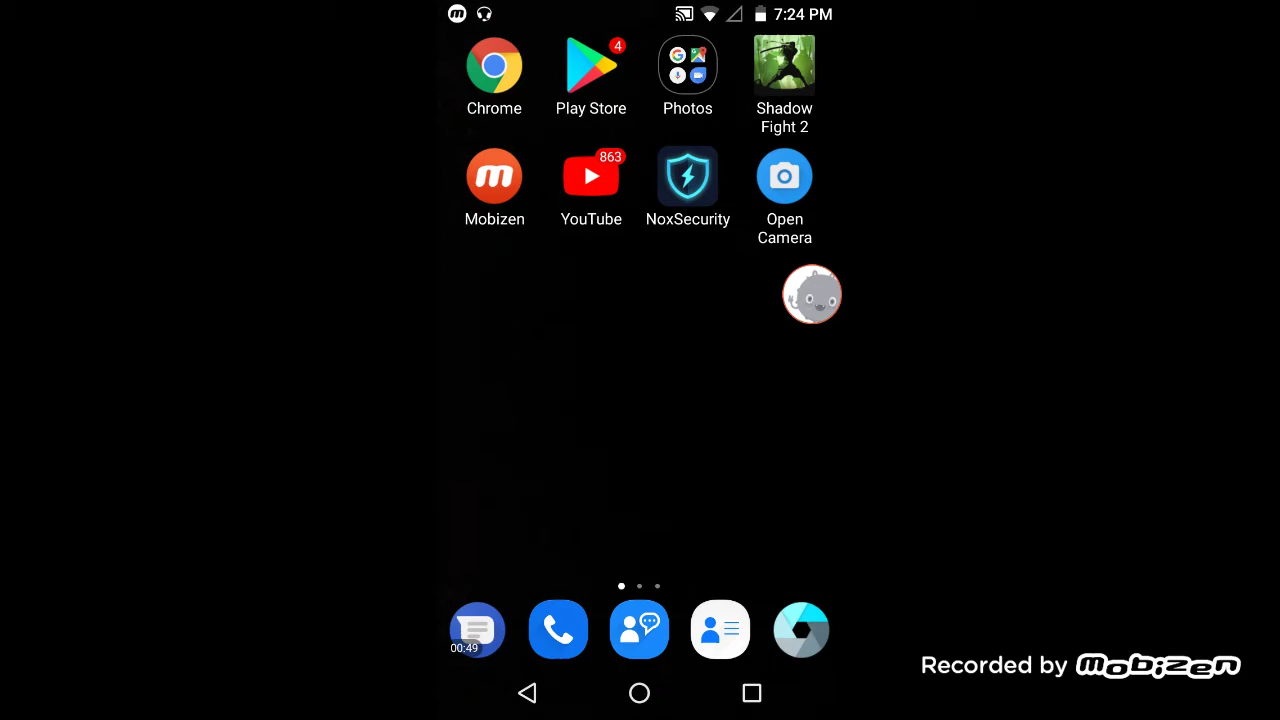 7:24 PM
4
Chrome
Play Store
Photos
Shadow
Fight 2
863
Mobizen
YouTube
NoxSecurity
Open
Camera
00:49
Recorded by mobizen